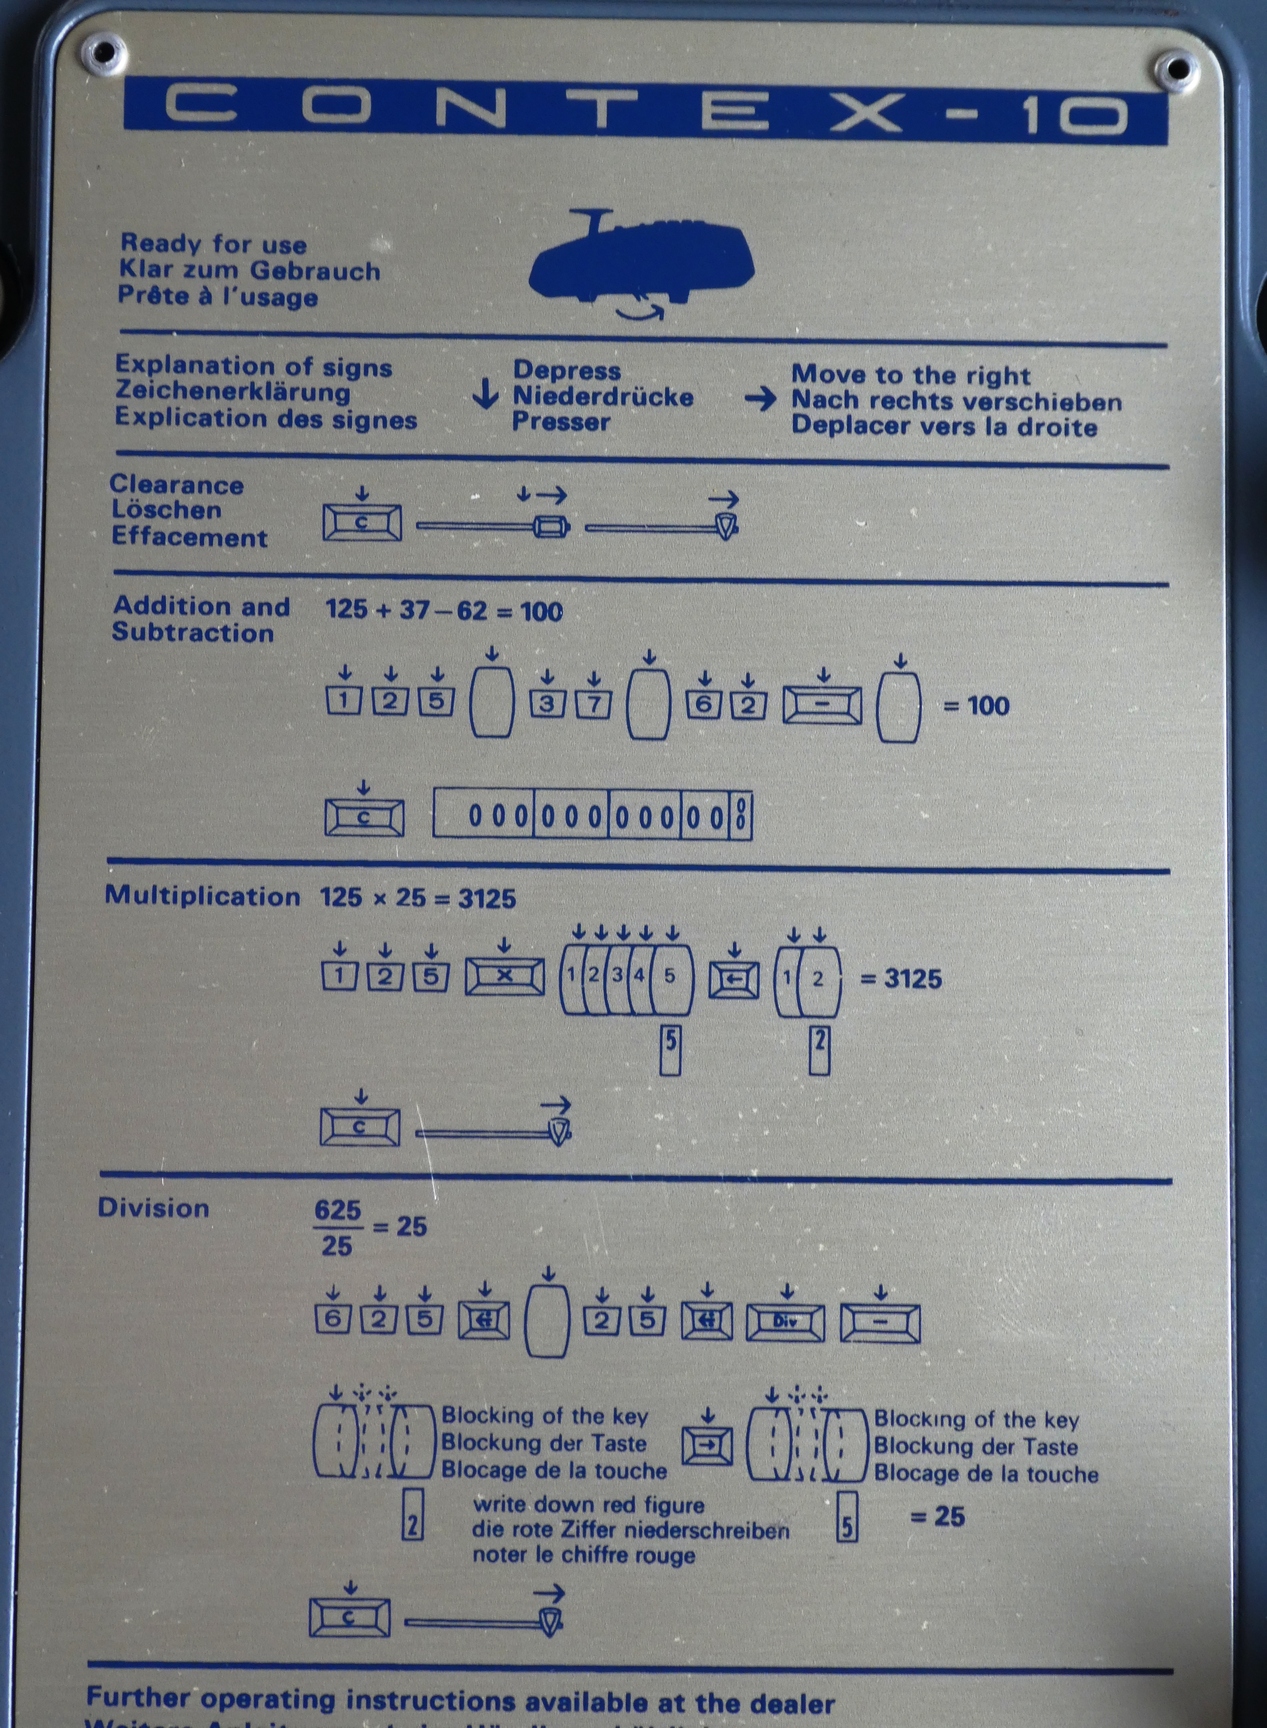 CONTEX-10
Ready for use
Klar zum Gebrauch
Prête à l'usage
Explanation of signs
Zeichenerklärung
Explication des signes
↓ Depress
Niederdrücke
Presser
→ Move to the right
Nach rechts verschieben
Deplacer vers la droite
Clearance
Löschen
Effacement
↓ ↓→ →
C
Addition and
Subtraction
125 + 37 – 62 = 100
↓ ↓ ↓ ↓ ↓ ↓ ↓ ↓ ↓ ↓ ↓
1 2 5 3 7 6 2 – = 100
↓
C 000 000 000 00 8
Multiplication 125 × 25 = 3125
↓ ↓ ↓ ↓ ↓ ↓ ↓ ↓ ↓ ↓ ↓ ↓
1 2 5 × 1 2 3 4 5 ← 1 2 = 3125
5 2
↓ →
C
Division
625
25
= 25
↓ ↓ ↓ ↓ ↓ ↓ ↓ ↓ ↓ ↓
6 2 5 2 5 Div –
↓
Blocking of the key
Blockung der Taste
Blocage de la touche
↓
→
↓
Blocking of the key
Blockung der Taste
Blocage de la touche
2
write down red figure
die rote Ziffer niederschreiben
noter le chiffre rouge
5 = 25
↓ →
C
Further operating instructions available at the dealer